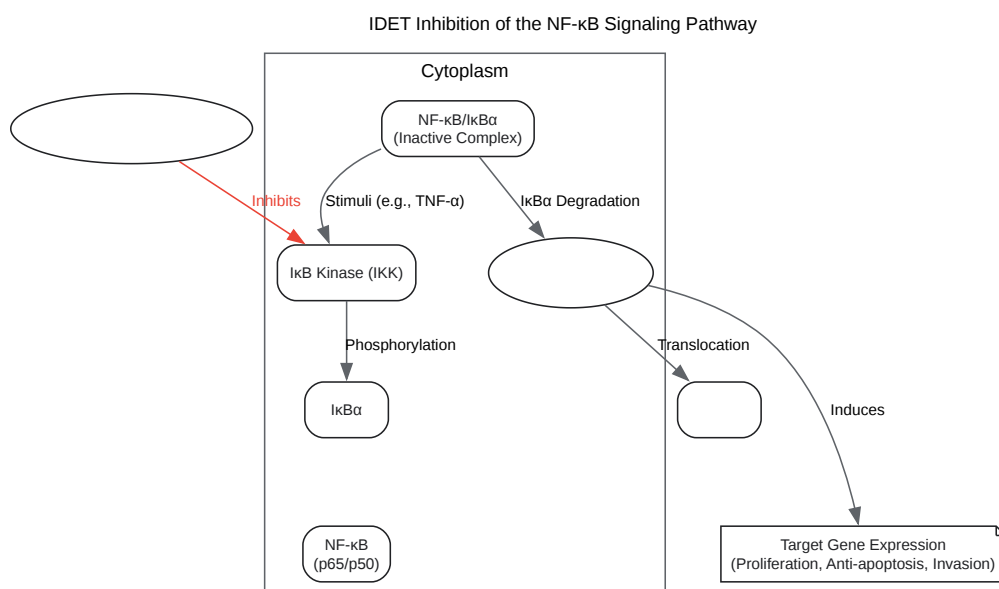 IDET Inhibition of the NF-κB Signaling Pathway
Cytoplasm
NF-κB/IκBα
(Inactive Complex)
Inhibits
Stimuli (e.g., TNF-α)
IκBα Degradation
IκB Kinase (IKK)
Phosphorylation
Translocation
IκBα
Induces
NF-κB
(p65/p50)
Target Gene Expression
(Proliferation, Anti-apoptosis, Invasion)